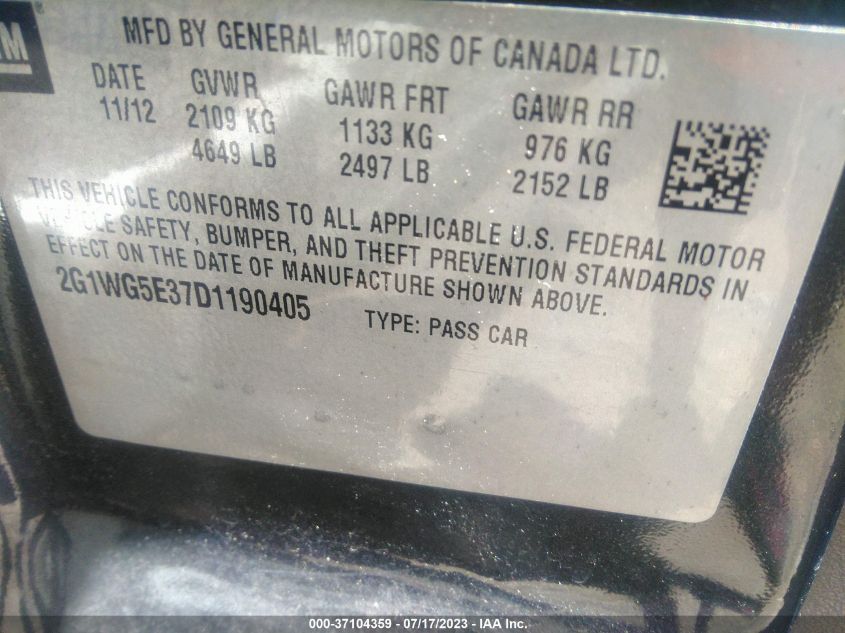 GM
®
MFD BY GENERAL MOTORS OF CANADA LTD.
DATE GVWR GAWR FRT GAWR RR
11/12 2109 KG 1133 KG 976 KG
4649 LB 2497 LB 2152 LB
THIS VEHICLE CONFORMS TO ALL APPLICABLE U.S. FEDERAL MOTOR
VEHICLE SAFETY, BUMPER, AND THEFT PREVENTION STANDARDS IN
EFFECT ON THE DATE OF MANUFACTURE SHOWN ABOVE.
2G1WG5E37D1190405 TYPE: PASS CAR
000-37104359 - 07/17/2023 - IAA Inc.